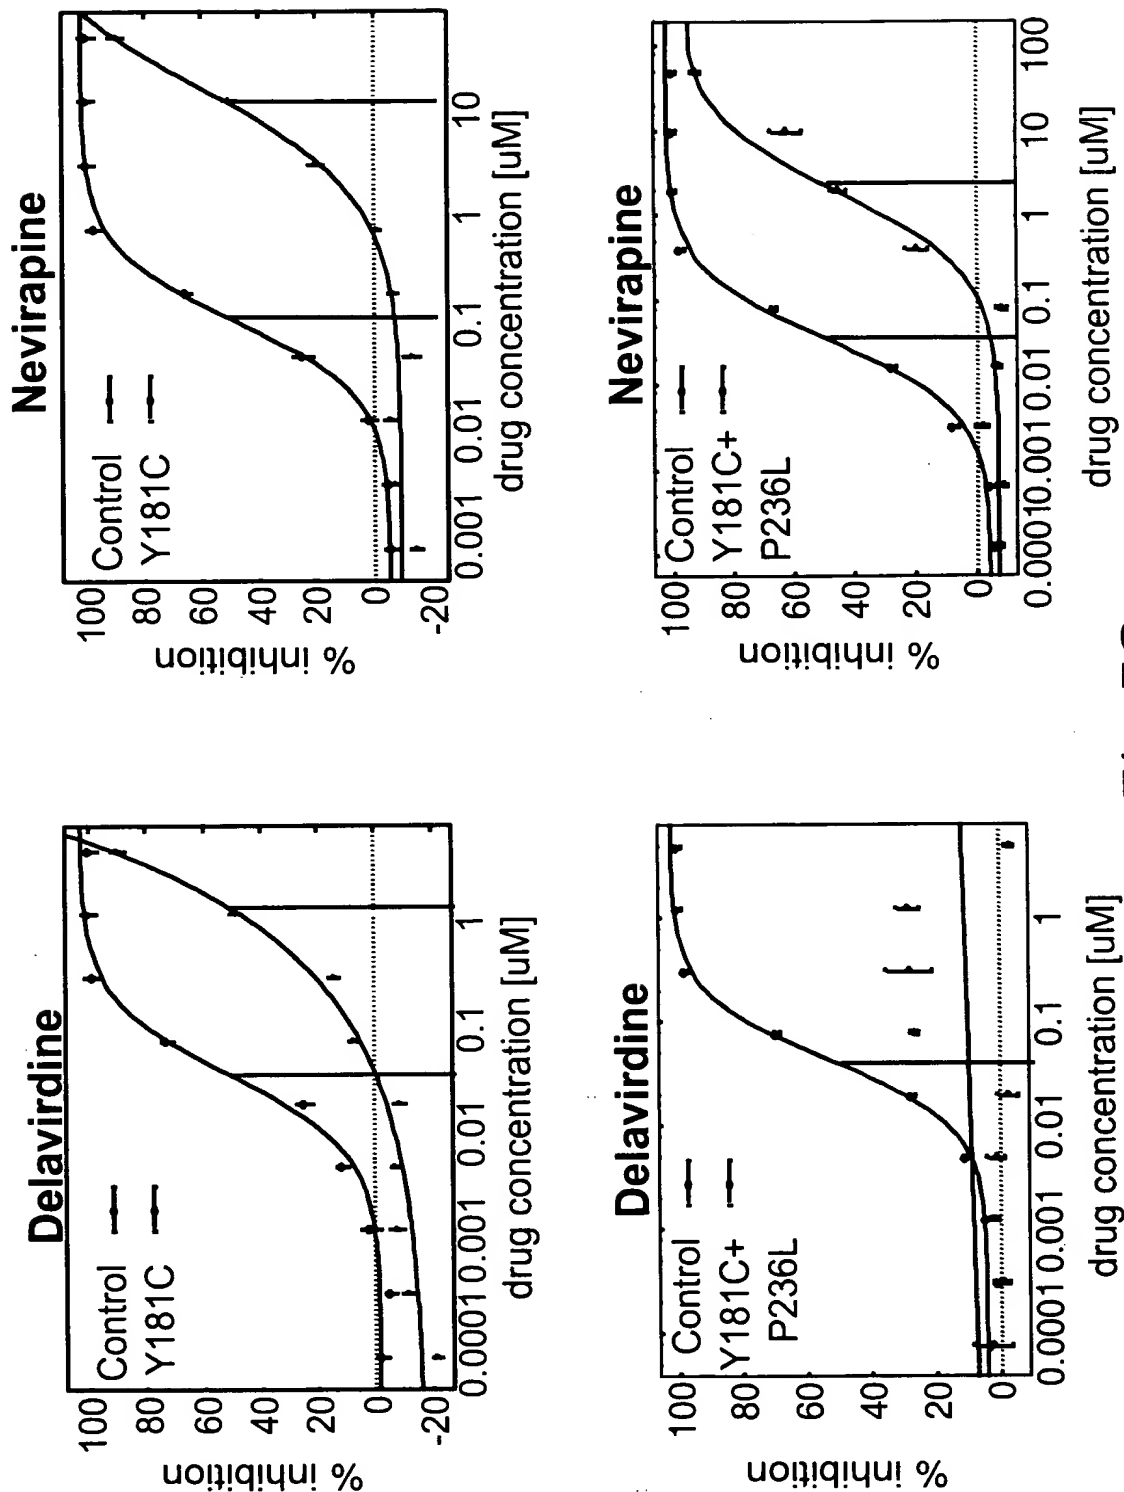 Delavirdine
% inhibition
100
80
60
40
20
0
-20
Control
Y181C
0.0001 0.001 0.01 0.1 1
drug concentration [uM]
Nevirapine
% inhibition
100
80
60
40
20
0
-20
Control
Y181C
0.001 0.01 0.1 1 10
drug concentration [uM]
Delavirdine
% inhibition
100
80
60
40
20
0
Control
Y181C+
P236L
0.0001 0.001 0.01 0.1 1
drug concentration [uM]
Nevirapine
% inhibition
100
80
60
40
20
0
Control
Y181C+
P236L
0.00010.001 0.01 0.1 1 10 100
drug concentration [uM]